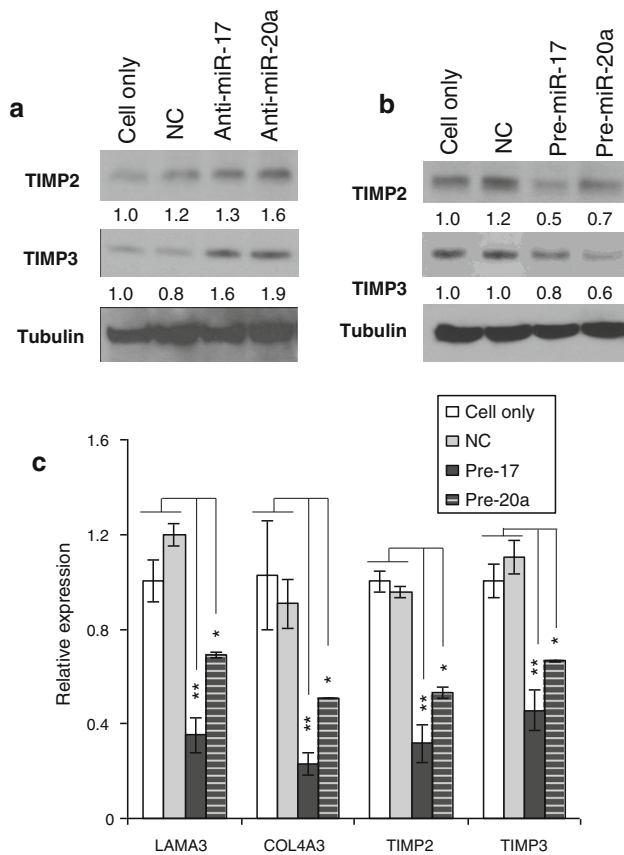 a
Cell only
NC
Anti-miR-17
Anti-miR-20a
TIMP2
1.0 1.2 1.3 1.6
TIMP3
1.0 0.8 1.6 1.9
Tubulin
b
Cell only
NC
Pre-miR-17
Pre-miR-20a
TIMP2
1.0 1.2 0.5 0.7
TIMP3
1.0 1.0 0.8 0.6
Tubulin
c
Cell only
NC
Pre-17
Pre-20a
Relative expression
1.6
1.2
0.8
0.4
0
** *
** *
** *
** *
LAMA3 COL4A3 TIMP2 TIMP3